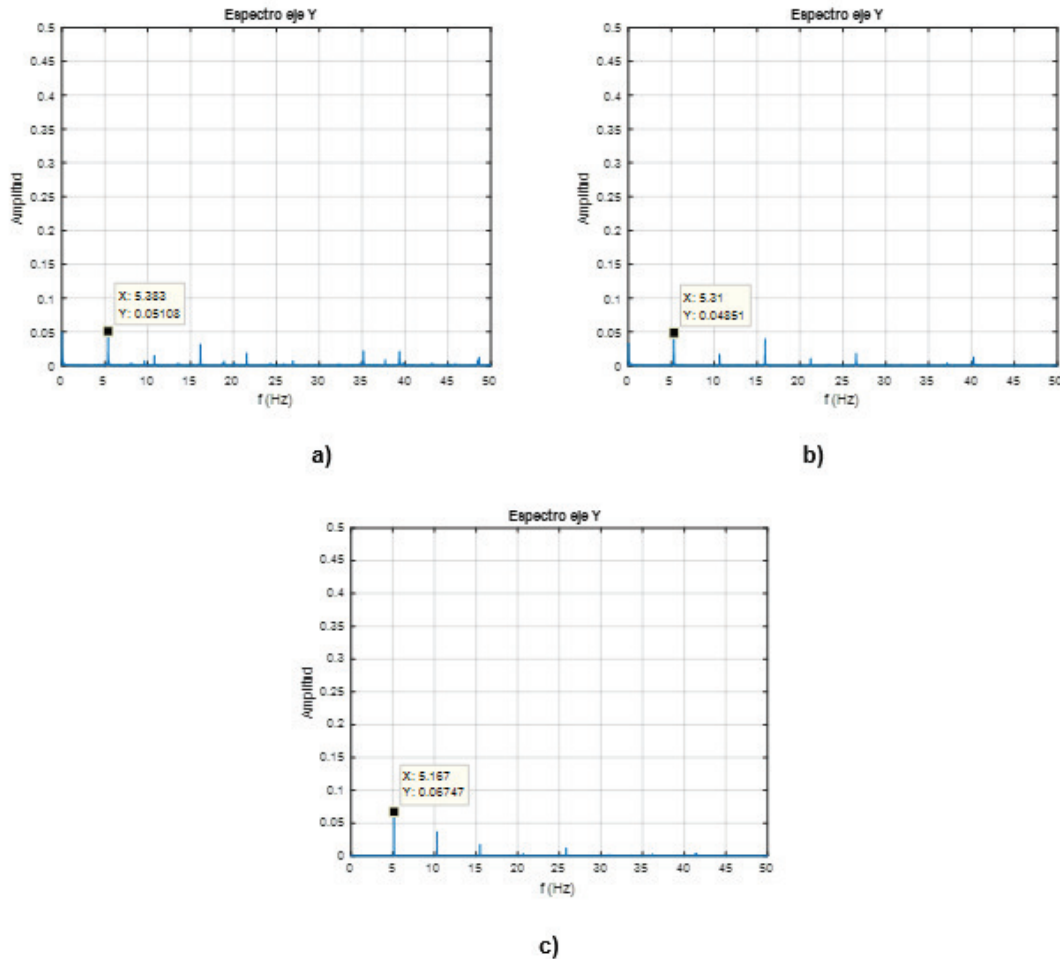 Espectro eje Y
0.5
0.45
0.4
0.35
0.3
0.25
0.2
0.15
0.1
0.05
0
Amplitud
X: 5.383
Y: 0.05108
0 5 10 15 20 25 30 35 40 45 50
f (Hz)
a)
Espectro eje Y
0.5
0.45
0.4
0.35
0.3
0.25
0.2
0.15
0.1
0.05
0
Amplitud
X: 5.31
Y: 0.04851
0 5 10 15 20 25 30 35 40 45 50
f (Hz)
b)
Espectro eje Y
0.5
0.45
0.4
0.35
0.3
0.25
0.2
0.15
0.1
0.05
0
Amplitud
X: 5.167
Y: 0.06747
0 5 10 15 20 25 30 35 40 45 50
f (Hz)
c)